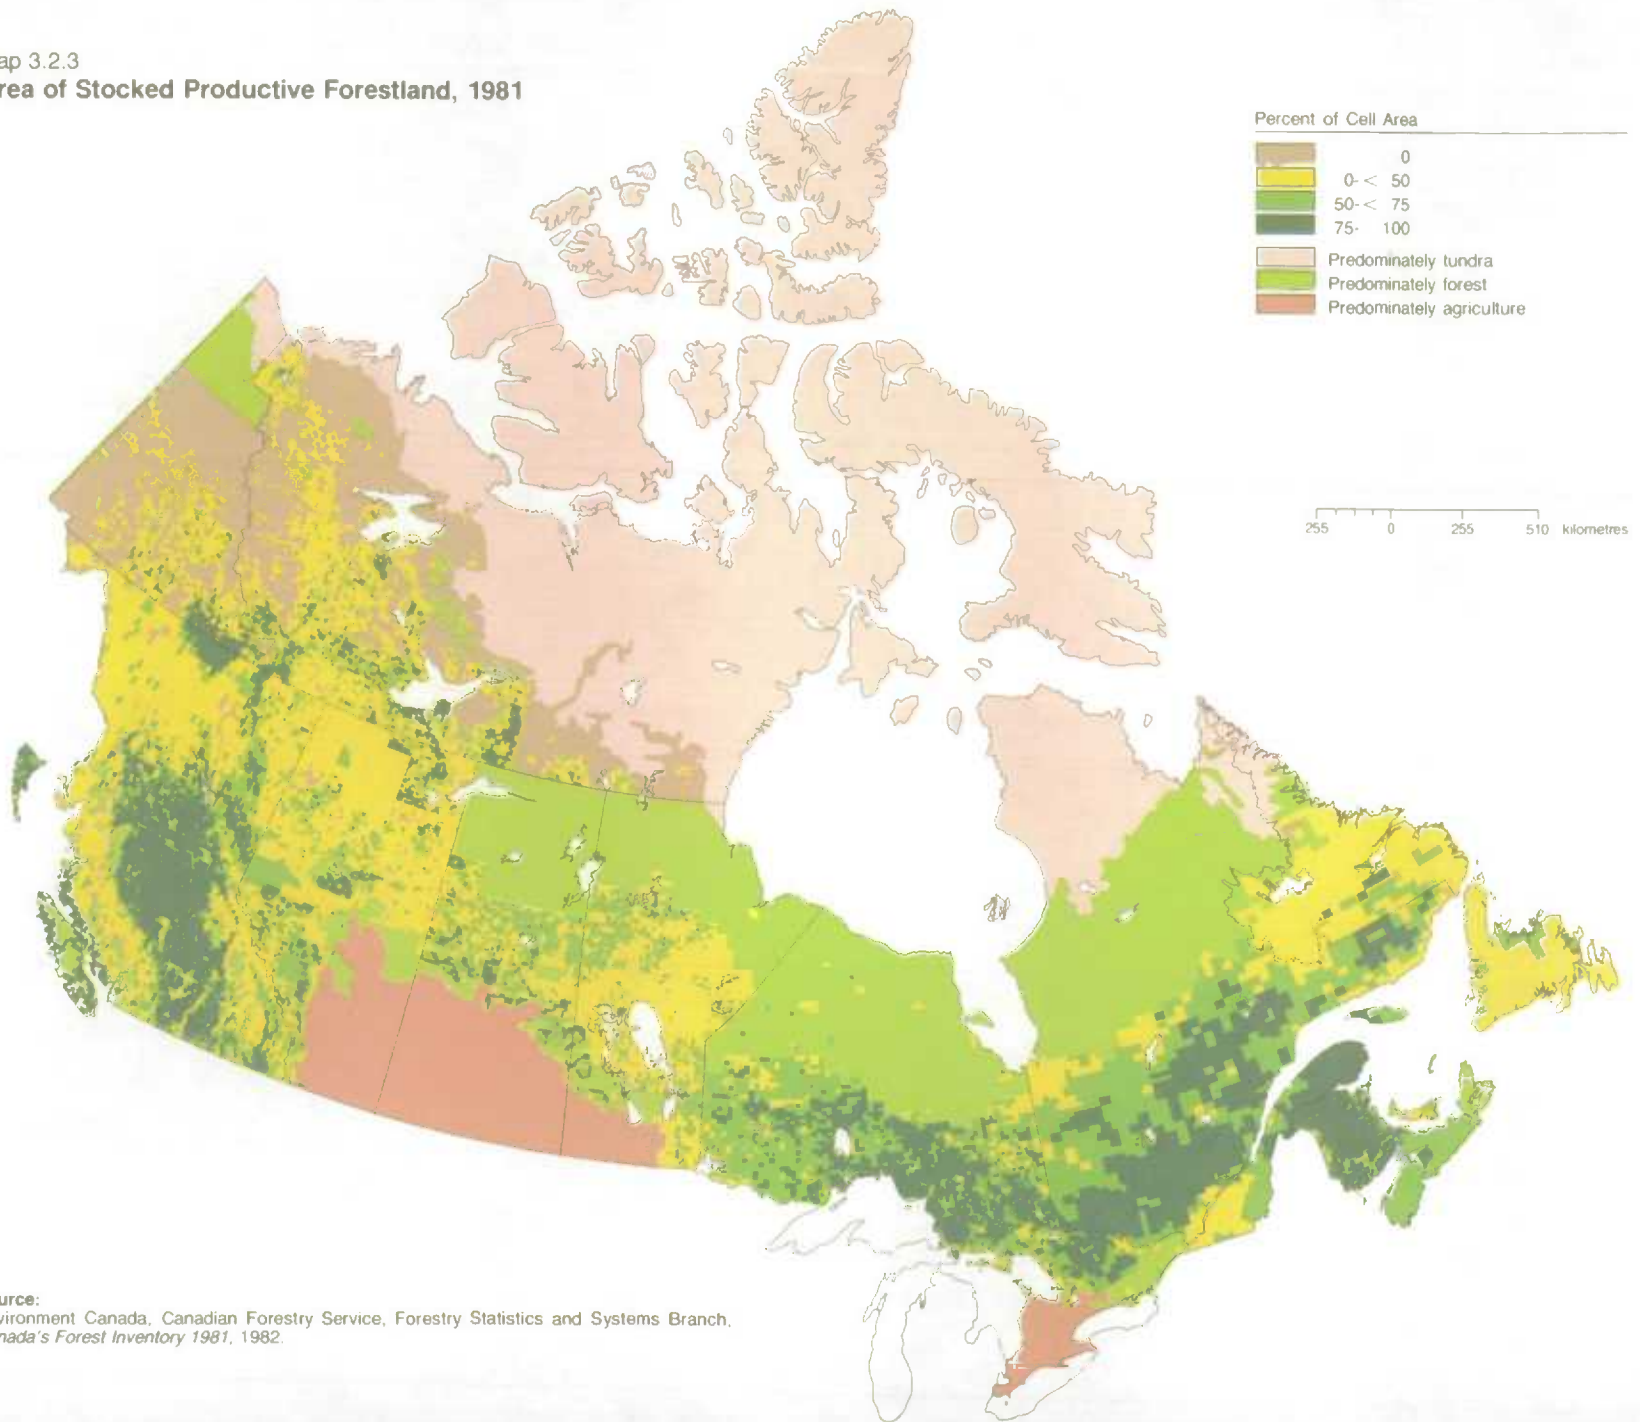 ap 3.2.3
rea of Stocked Productive Forestland, 1981
Percent of Cell Area
0
0-< 50
50-< 75
75- 100
Predominately tundra
Predominately forest
Predominately agriculture
255 0 255 510 kilometres
urce:
vironment Canada, Canadian Forestry Service, Forestry Statistics and Systems Branch,
nada's Forest Inventory 1981, 1982.